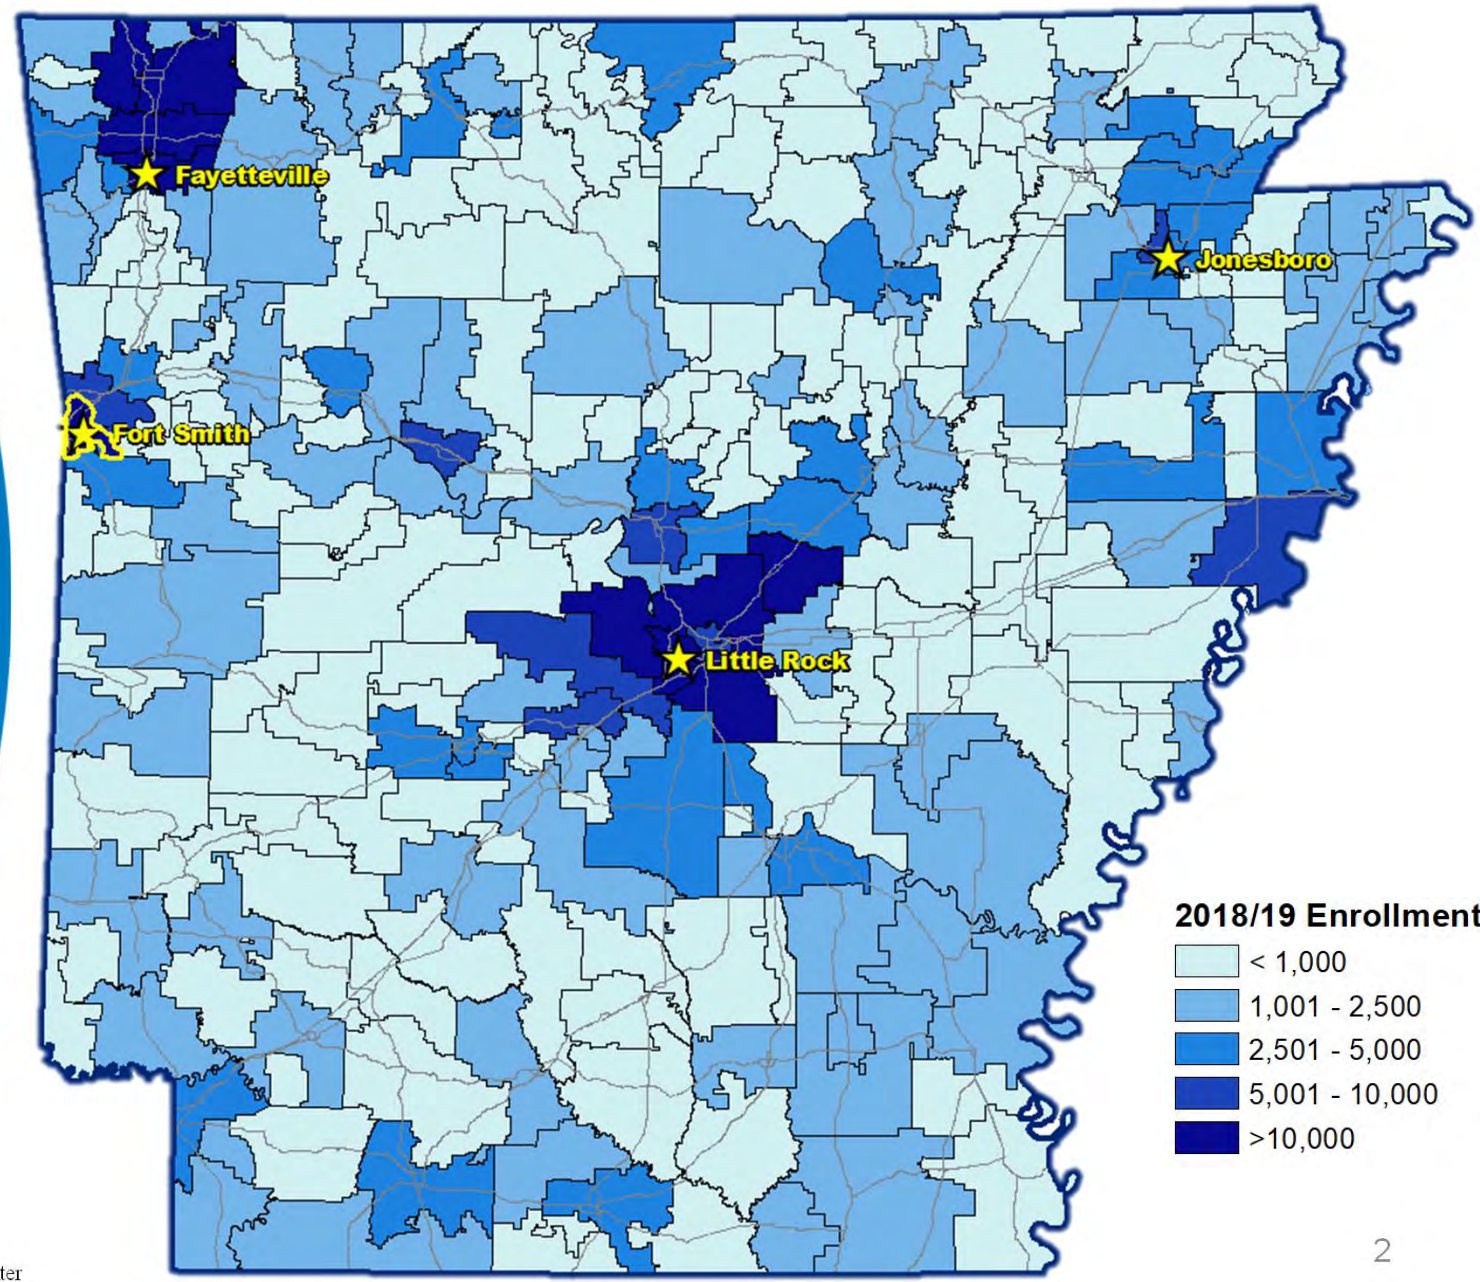 Fayetteville
Jonesboro
Fort Smith
Little Rock
2018/19 Enrollment
< 1,000
1,001 - 2,500
2,501 - 5,000
5,001 - 10,000
>10,000
2
ter